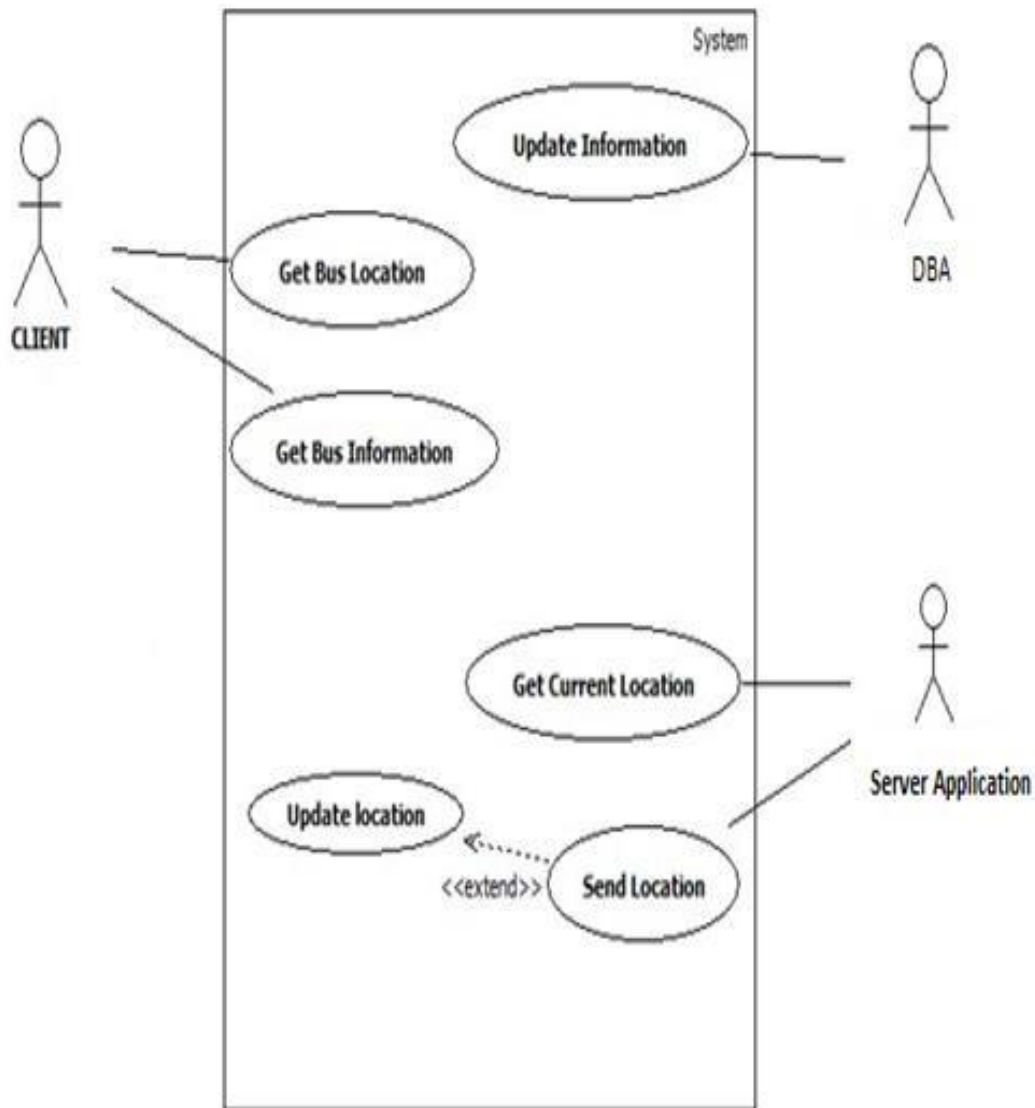 System
Update Information
DBA
Get Bus Location
CLIENT
Get Bus Information
Get Current Location
Server Application
Update location
<<extend>>
Send Location